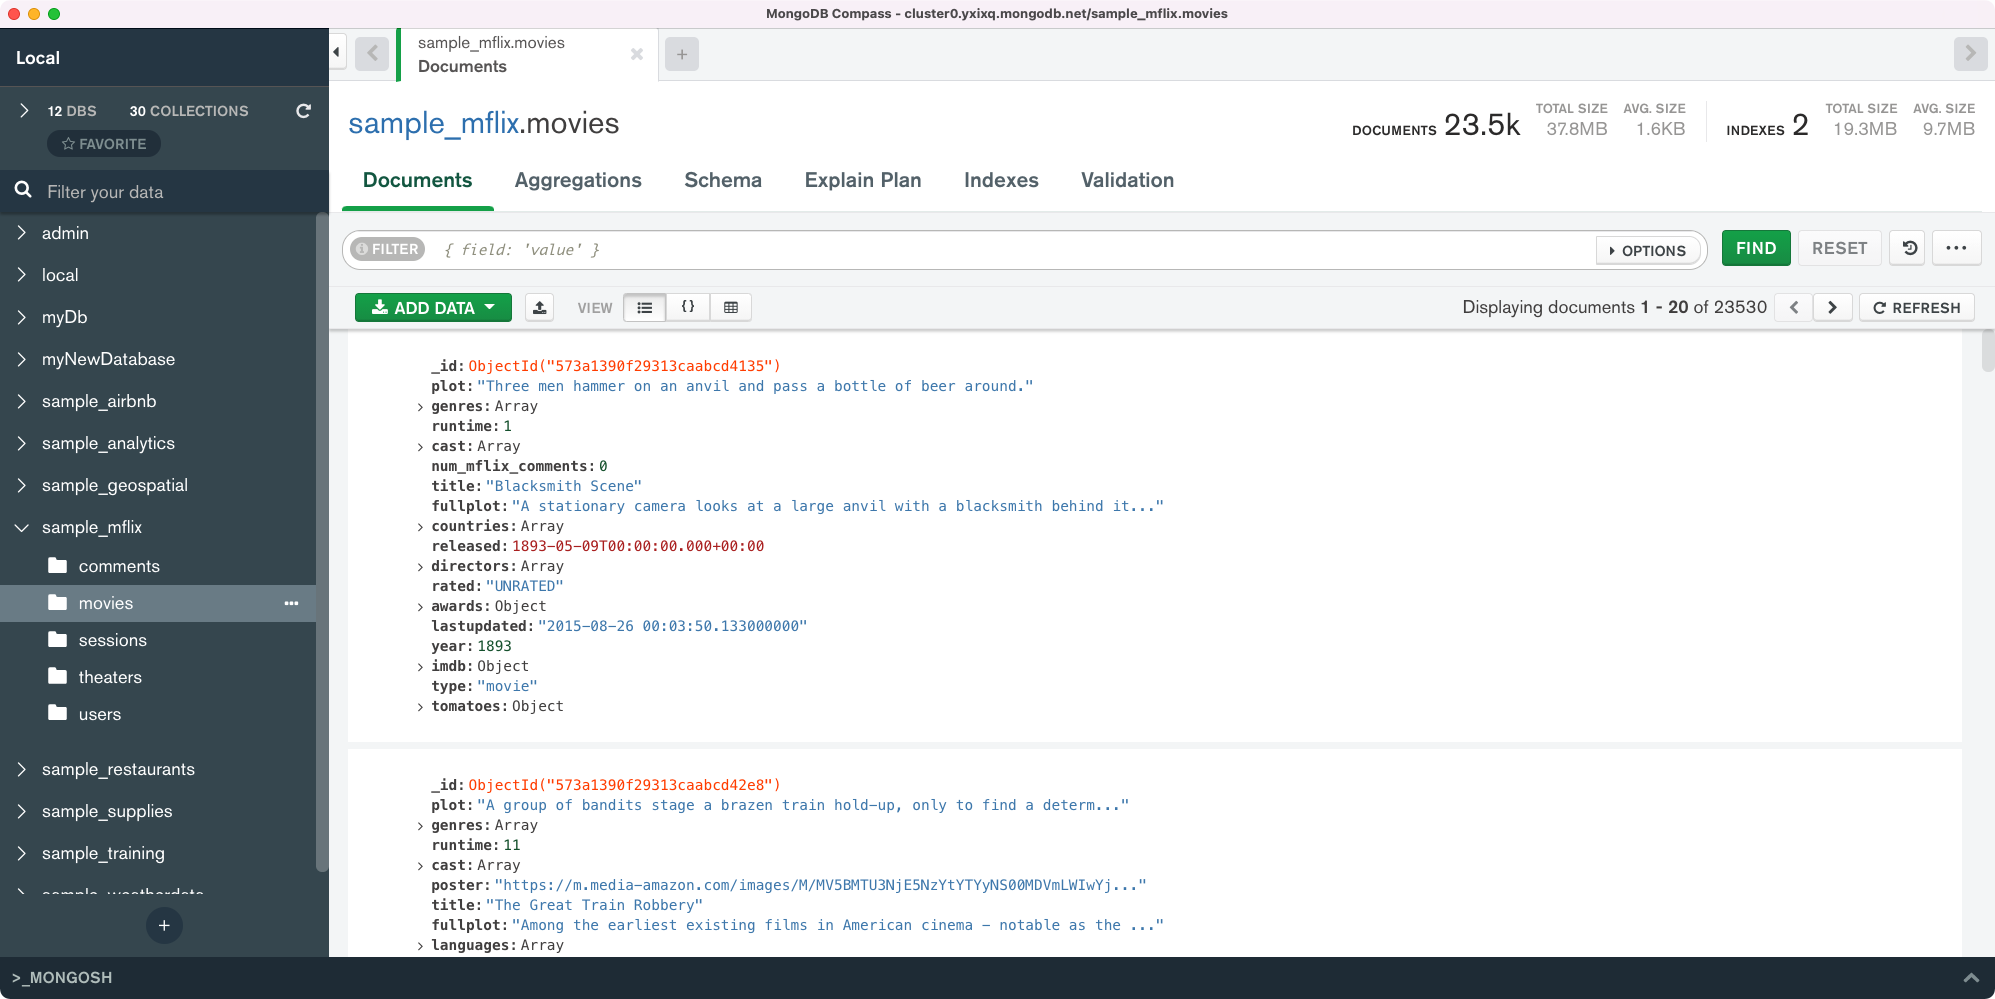 MongoDB Compass - cluster0.yxixq.mongodb.net/sample_mflix.movies
Local
12 DBS 30 COLLECTIONS
FAVORITE
Filter your data
admin
local
myDb
myNewDatabase
sample_airbnb
sample_analytics
sample_geospatial
sample_mflix
comments
movies
sessions
theaters
users
sample_restaurants
sample_supplies
sample_training
sample_weatherdata
+
>_MONGOSH
sample_mflix.movies
Documents
+
sample_mflix.movies
DOCUMENTS 23.5k TOTAL SIZE 37.8MB AVG. SIZE 1.6KB
INDEXES 2 TOTAL SIZE 19.3MB AVG. SIZE 9.7MB
Documents Aggregations Schema Explain Plan Indexes Validation
FILTER { field: 'value' } OPTIONS FIND RESET ...
ADD DATA VIEW {} Displaying documents 1 - 20 of 23530 REFRESH
_id: ObjectId("573a1390f29313caabcd4135")
plot: "Three men hammer on an anvil and pass a bottle of beer around."
genres: Array
runtime: 1
cast: Array
num_mflix_comments: 0
title: "Blacksmith Scene"
fullplot: "A stationary camera looks at a large anvil with a blacksmith behind it..."
countries: Array
released: 1893-05-09T00:00:00.000+00:00
directors: Array
rated: "UNRATED"
awards: Object
lastupdated: "2015-08-26 00:03:50.133000000"
year: 1893
imdb: Object
type: "movie"
tomatoes: Object
_id: ObjectId("573a1390f29313caabcd42e8")
plot: "A group of bandits stage a brazen train hold-up, only to find a determ..."
genres: Array
runtime: 11
cast: Array
poster: "https://m.media-amazon.com/images/M/MV5BMTU3NjE5NzYtYTYyNS00MDVmLWIwYj..."
title: "The Great Train Robbery"
fullplot: "Among the earliest existing films in American cinema - notable as the ..."
languages: Array